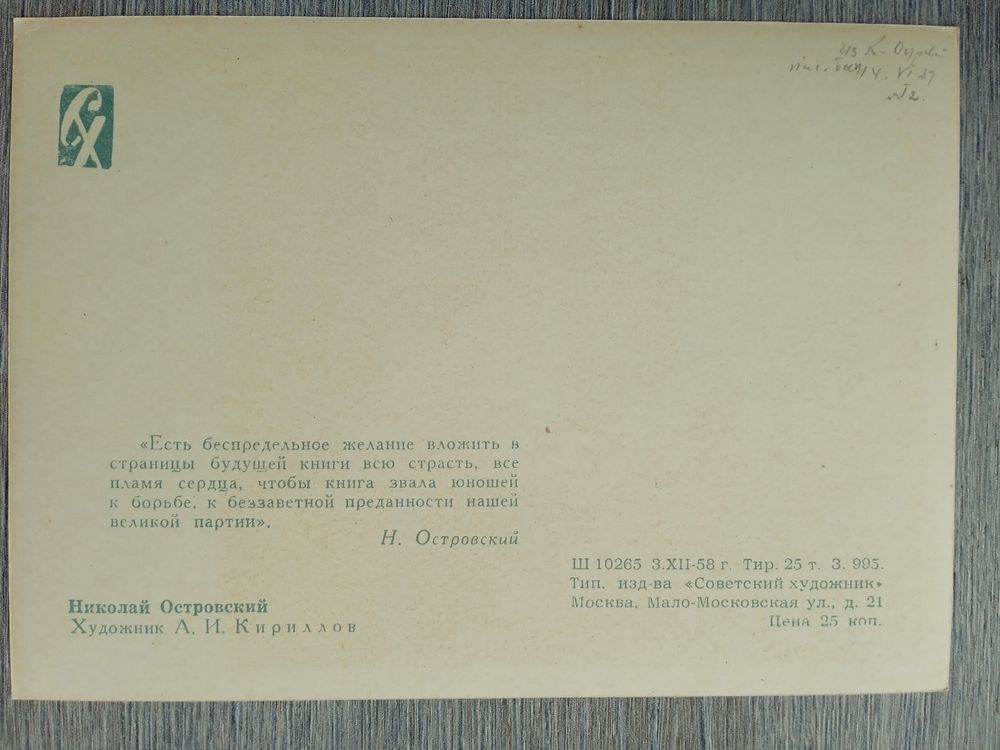 СХ
«Есть беспредельное желание вложить в
страницы будущей книги всю страсть, все
пламя сердца, чтобы книга звала юношей
к борьбе, к беззаветной преданности нашей
великой партии».
Н. Островский
Николай Островский
Художник А. И. Кириллов
Ш 10265 3.XII-58 г. Тир. 25 т. З. 995.
Тип. изд-ва «Советский художник»
Москва, Мало-Московская ул., д. 21
Цена 25 коп.